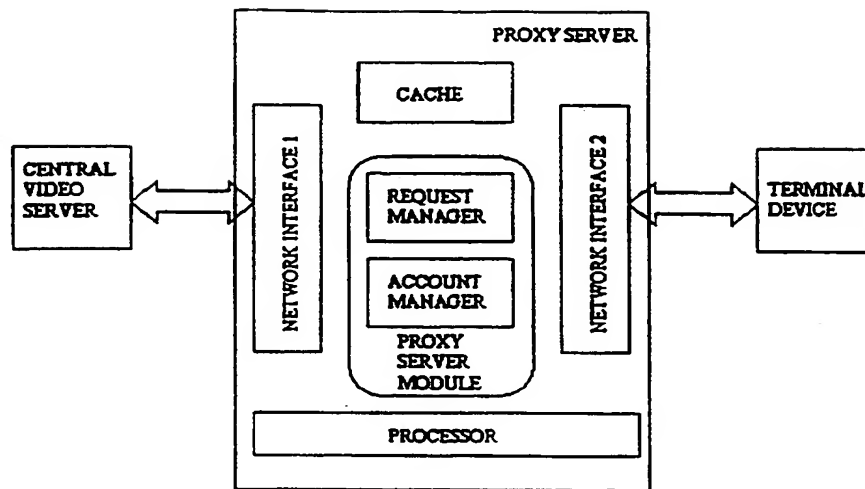 PROXY SERVER
CACHE
CENTRAL
VIDEO
SERVER
NETWORK INTERFACE 1
REQUEST
MANAGER
ACCOUNT
MANAGER
PROXY
SERVER
MODULE
NETWORK INTERFACE 2
TERMINAL
DEVICE
PROCESSOR